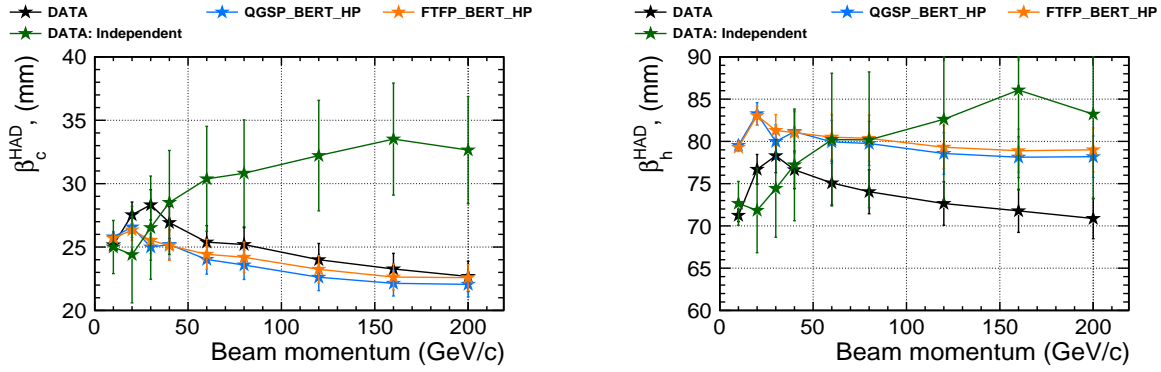 DATA QGSP_BERT_HP FTFP_BERT_HP
DATA: Independent
β_c^HAD, (mm)
40
35
30
25
20
0 50 100 150 200
Beam momentum (GeV/c)
DATA QGSP_BERT_HP FTFP_BERT_HP
DATA: Independent
β_h^HAD, (mm)
90
85
80
75
70
65
60
0 50 100 150 200
Beam momentum (GeV/c)